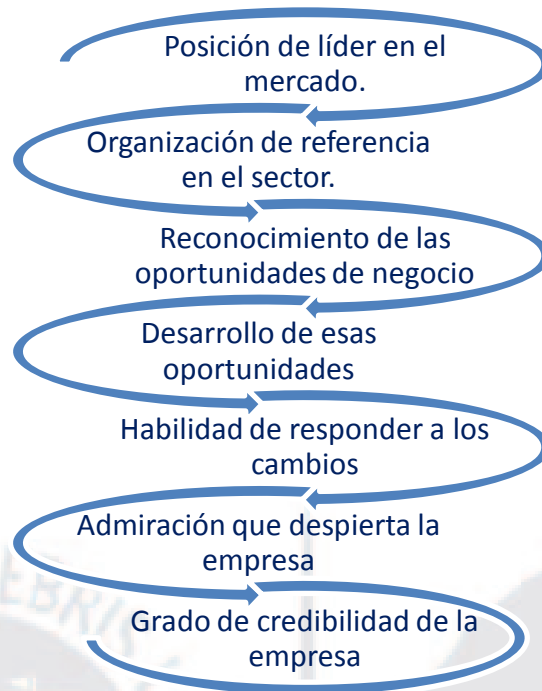 Posición de líder en el
mercado.
Organización de referencia
en el sector.
Reconocimiento de las
oportunidades de negocio
Desarrollo de esas
oportunidades
Habilidad de responder a los
cambios
Admiración que despierta la
empresa
Grado de credibilidad de la
empresa